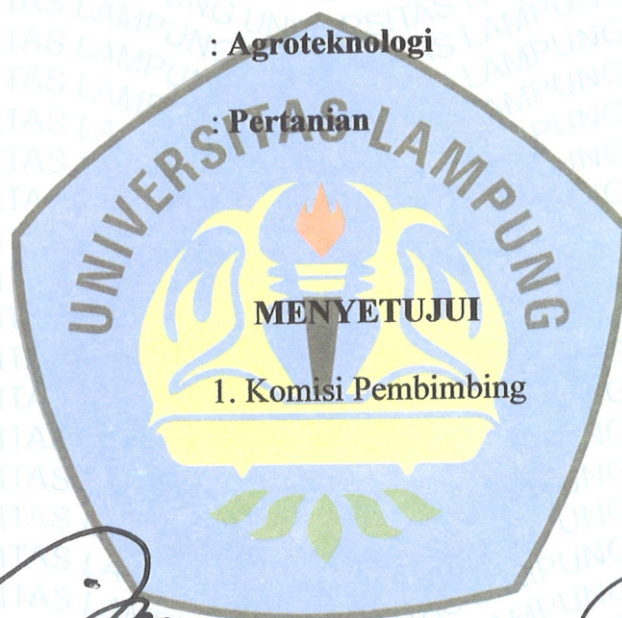 : Agroteknologi
: Pertanian
UNIVERSITAS LAMPUNG
MENYETUJUI
1. Komisi Pembimbing